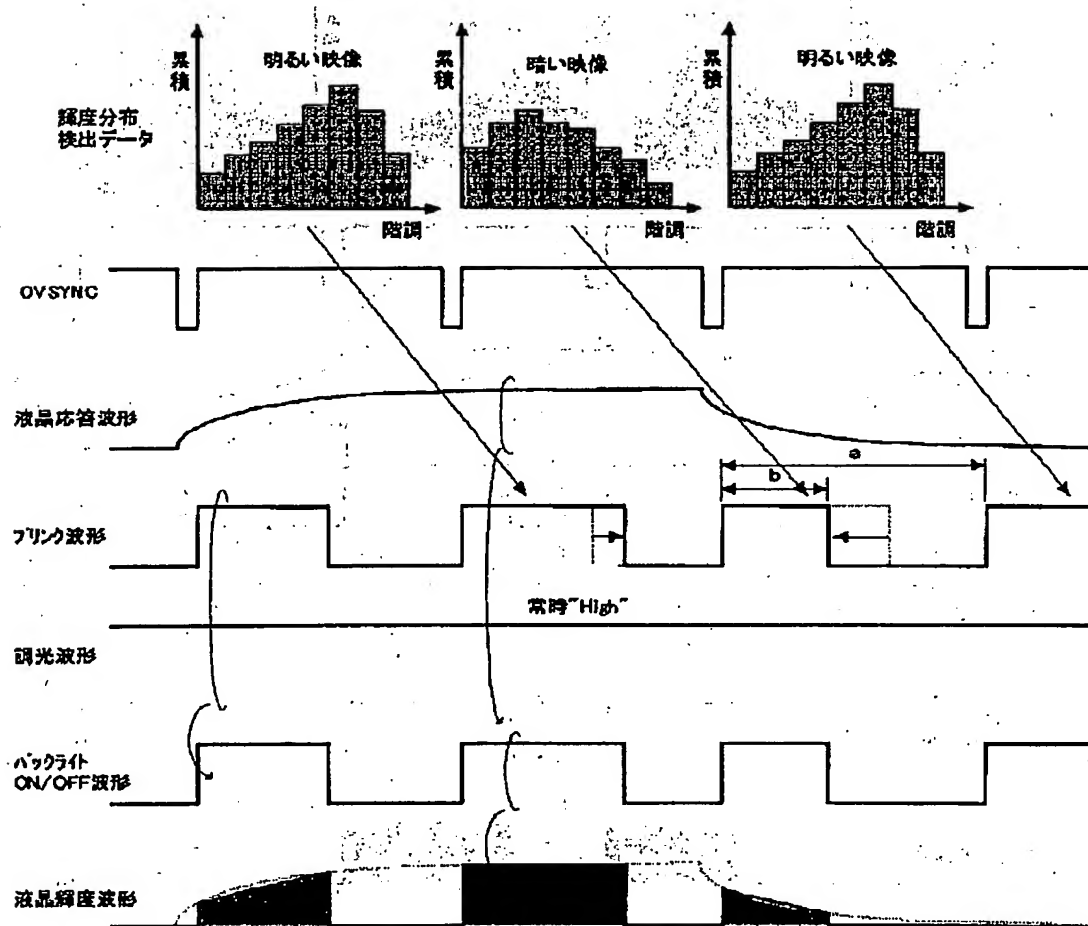 輝度分布
検出データ
累積
明るい映像
階調
累積
暗い映像
階調
累積
明るい映像
階調
OVSYNC
液晶応答波形
a
b
ブリンク波形
常時"High"
調光波形
バックライト
ON/OFF波形
液晶輝度波形